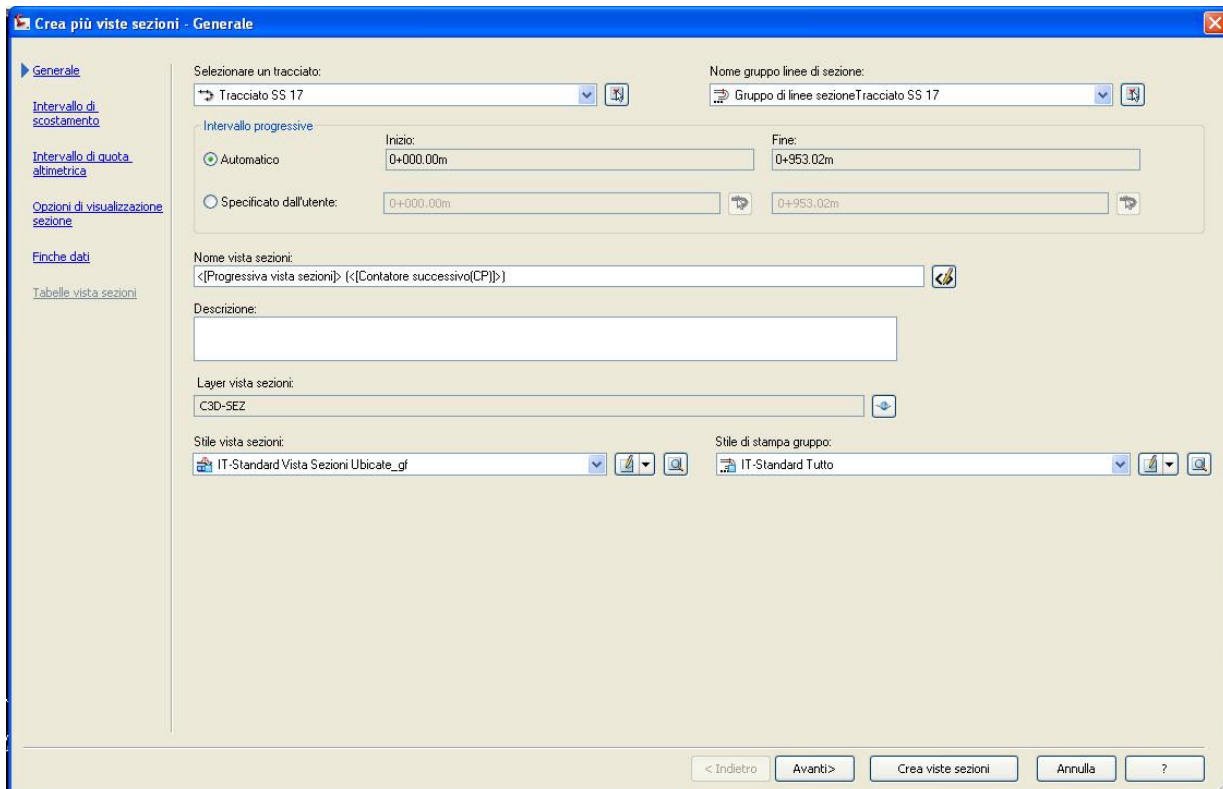 Crea più viste sezioni - Generale
Generale
Intervallo di
scostamento
Intervallo di quota
altimetrica
Opzioni di visualizzazione
sezione
Finche dati
Tabelle vista sezioni
Selezionare un tracciato:
Tracciato SS 17
Nome gruppo linee di sezione:
Gruppo di linee sezioneTracciato SS 17
Intervallo progressive
Inizio:
Fine:
Automatico
0+000.00m
0+953.02m
Specificato dall'utente:
0+000.00m
0+953.02m
Nome vista sezioni:
<[Progressiva vista sezioni]> (<[Contatore successivo(CP)]>)
Descrizione:
Layer vista sezioni:
C3D-SEZ
Stile vista sezioni:
IT-Standard Vista Sezioni Ubicate_gf
Stile di stampa gruppo:
IT-Standard Tutto
< Indietro
Avanti>
Crea viste sezioni
Annulla
?